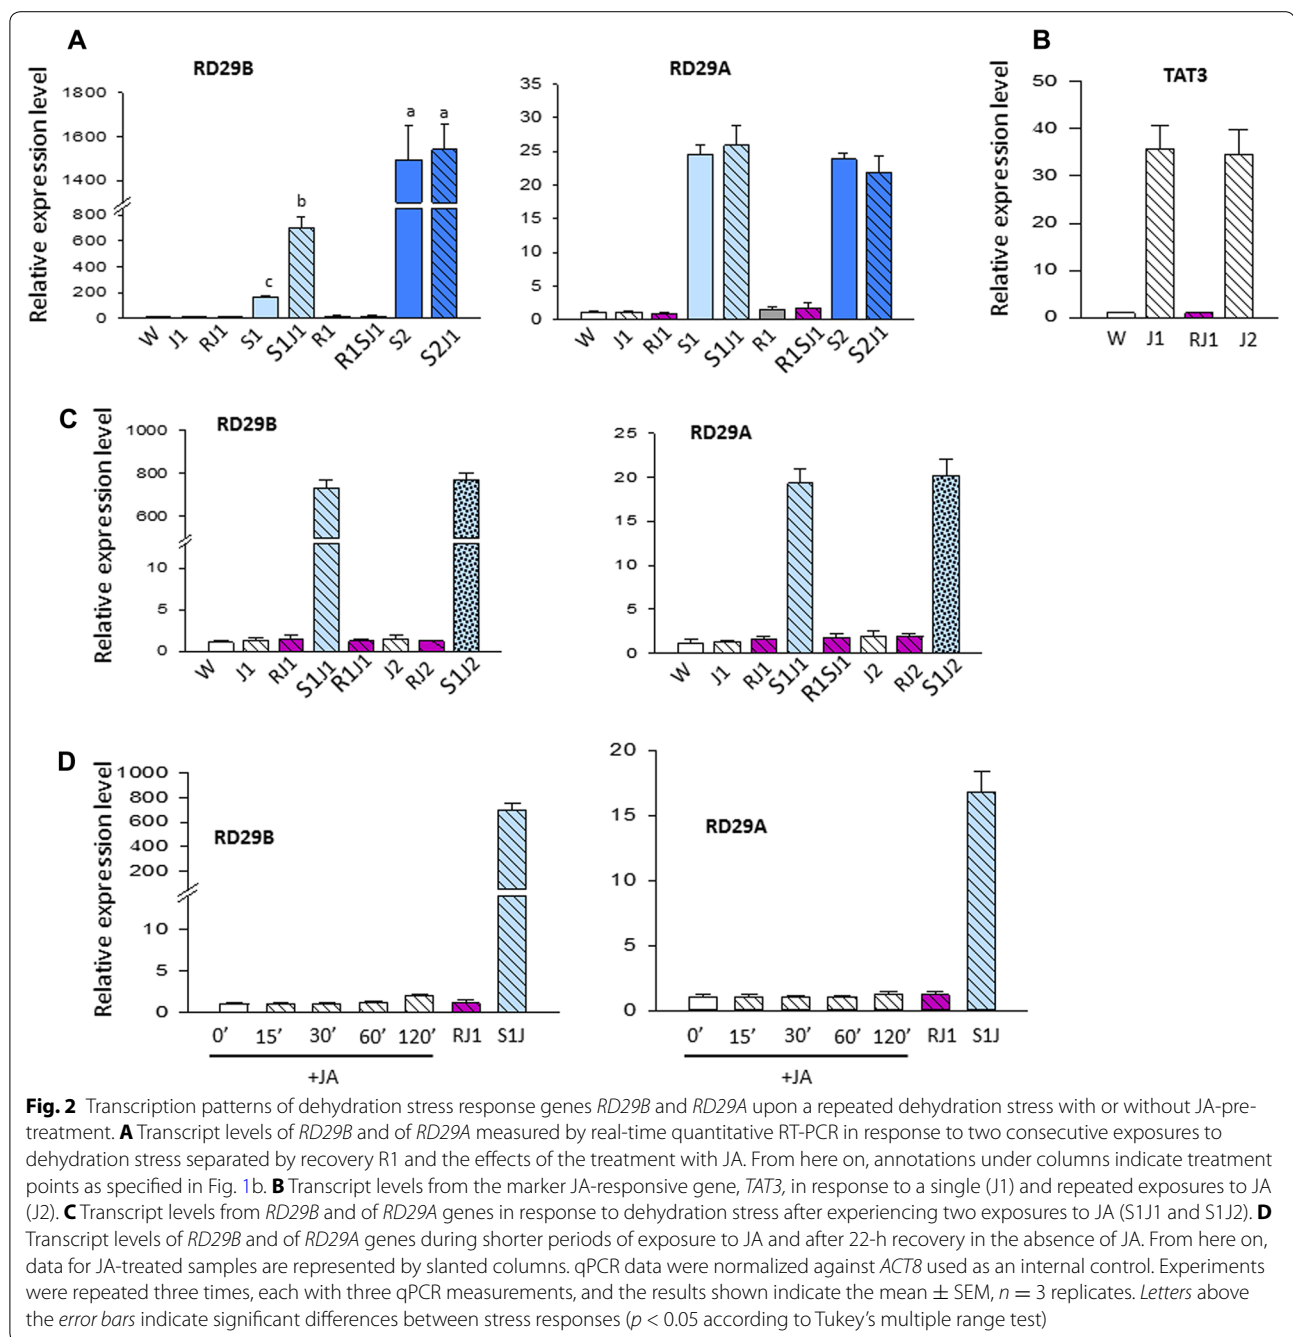 A
RD29B
Relative expression level
1800
1600
1400
800
600
400
200
0
c
b
a
a
W
J1
RJ1
S1
S1J1
R1
R1SJ1
S2
S2J1
RD29A
35
30
25
20
15
10
5
0
W
J1
RJ1
S1
S1J1
R1
R1SJ1
S2
S2J1
B
TAT3
Relative expression level
50
40
30
20
10
0
W
J1
RJ1
J2
C
RD29B
Relative expression level
1000
800
600
10
5
0
W
J1
RJ1
S1J1
R1J1
J2
RJ2
S1J2
RD29A
25
20
15
10
5
0
W
J1
RJ1
S1J1
R1SJ1
J2
RJ2
S1J2
D
RD29B
Relative expression level
1000
800
600
400
200
10
5
0
0’ 15’ 30’ 60’ 120’ RJ1 S1J
+JA
RD29A
20
15
10
5
0
0’ 15’ 30’ 60’ 120’ RJ1 S1J
+JA
Fig. 2 Transcription patterns of dehydration stress response genes RD29B and RD29A upon a repeated dehydration stress with or without JA-pre-
treatment. A Transcript levels of RD29B and of RD29A measured by real-time quantitative RT-PCR in response to two consecutive exposures to
dehydration stress separated by recovery R1 and the effects of the treatment with JA. From here on, annotations under columns indicate treatment
points as specified in Fig. 1b. B Transcript levels from the marker JA-responsive gene, TAT3, in response to a single (J1) and repeated exposures to JA
(J2). C Transcript levels from RD29B and of RD29A genes in response to dehydration stress after experiencing two exposures to JA (S1J1 and S1J2). D
Transcript levels of RD29B and of RD29A genes during shorter periods of exposure to JA and after 22-h recovery in the absence of JA. From here on,
data for JA-treated samples are represented by slanted columns. qPCR data were normalized against ACT8 used as an internal control. Experiments
were repeated three times, each with three qPCR measurements, and the results shown indicate the mean ± SEM, n = 3 replicates. Letters above
the error bars indicate significant differences between stress responses (p < 0.05 according to Tukey’s multiple range test)